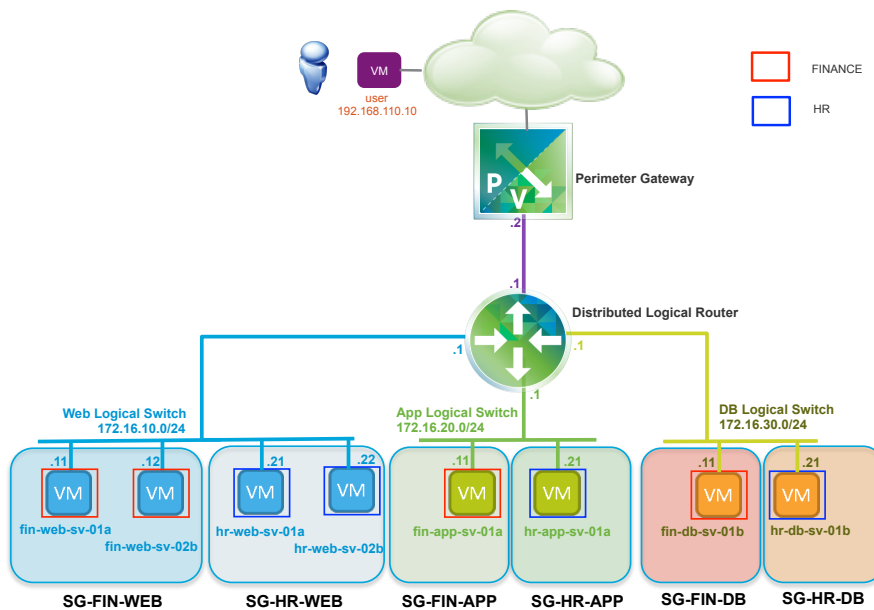 VM
user
192.168.110.10
FINANCE
HR
P
V
Perimeter Gateway
.2
.1
Distributed Logical Router
.1
.1
.1
Web Logical Switch
172.16.10.0/24
App Logical Switch
172.16.20.0/24
DB Logical Switch
172.16.30.0/24
.11
.12
.21
.22
.11
.21
.11
.21
VM
VM
VM
VM
VM
VM
VM
VM
fin-web-sv-01a
fin-web-sv-02b
hr-web-sv-01a
hr-web-sv-02b
fin-app-sv-01a
hr-app-sv-01a
fin-db-sv-01b
hr-db-sv-01b
SG-FIN-WEB
SG-HR-WEB
SG-FIN-APP
SG-HR-APP
SG-FIN-DB
SG-HR-DB